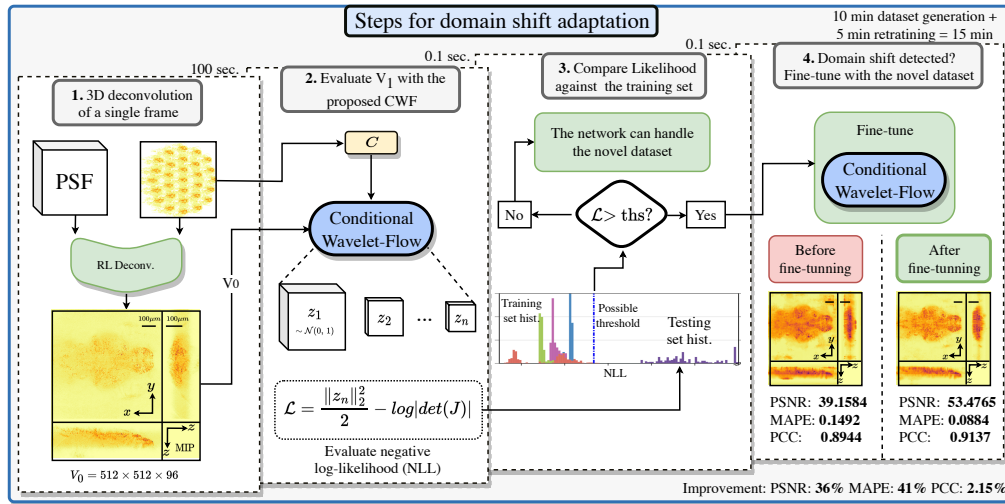 Steps for domain shift adaptation
10 min dataset generation +
5 min retratining = 15 min
100 sec.
0.1 sec.
0.1 sec.
1. 3D deconvolution
of a single frame
PSF
RL Deconv.
V0
100μm
100μm
y
x
z
z
MIP
V0 = 512 × 512 × 96
2. Evaluate V1 with the
proposed CWF
C
Conditional
Wavelet-Flow
z1
∼ N(0, 1)
z2
...
zn
L = ‖zn‖22 / 2 − log|det(J)|
Evaluate negative
log-likelihood (NLL)
3. Compare Likelihood
against the training set
The network can handle
the novel dataset
No
L > ths?
Yes
Training
set hist.
Possible
threshold
Testing
set hist.
NLL
4. Domain shift detected?
Fine-tune with the novel dataset
Fine-tune
Conditional
Wavelet-Flow
Before
fine-tunning
After
fine-tunning
y
x
z
z
y
x
z
z
PSNR: 39.1584
MAPE: 0.1492
PCC: 0.8944
PSNR: 53.4765
MAPE: 0.0884
PCC: 0.9137
Improvement: PSNR: 36% MAPE: 41% PCC: 2.15%